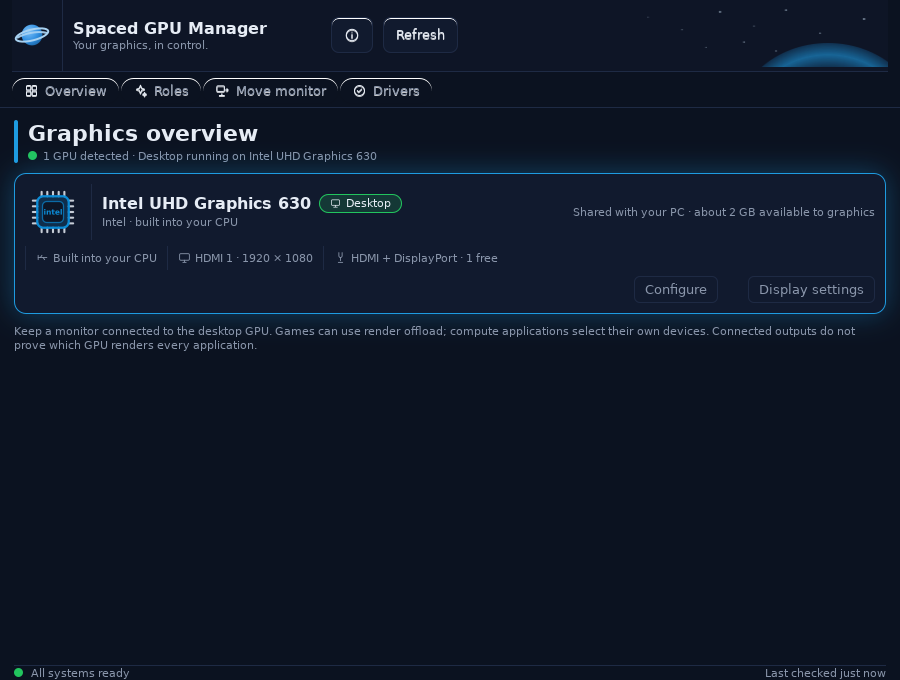 Spaced GPU Manager
Your graphics, in control.
Refresh
Overview
Roles
Move monitor
Drivers
Graphics overview
1 GPU detected · Desktop running on Intel UHD Graphics 630
intel
Intel UHD Graphics 630
Desktop
Intel · built into your CPU
Shared with your PC · about 2 GB available to graphics
Built into your CPU
HDMI 1 · 1920 × 1080
HDMI + DisplayPort · 1 free
Configure
Display settings
Keep a monitor connected to the desktop GPU. Games can use render offload; compute applications select their own devices. Connected outputs do not
prove which GPU renders every application.
All systems ready
Last checked just now